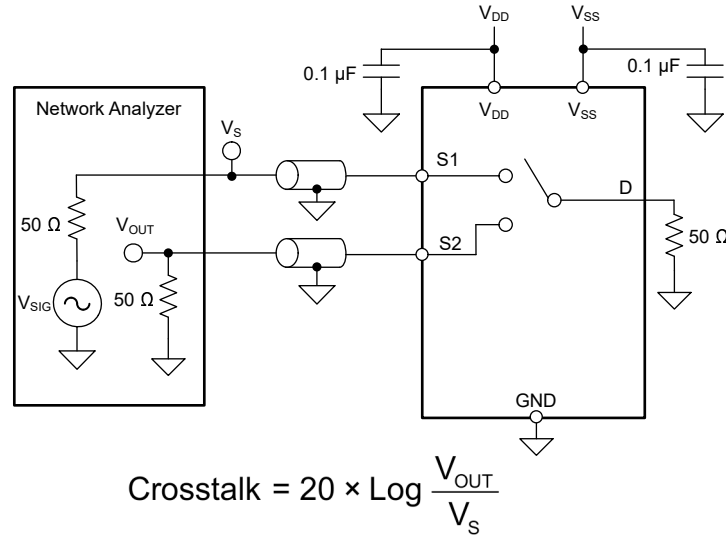 V_DD
V_SS
0.1 µF
0.1 µF
Network Analyzer
V_DD
V_SS
V_S
S1
D
50 Ω
V_OUT
50 Ω
S2
V_SIG
50 Ω
GND
Crosstalk = 20 × Log V_OUT / V_S